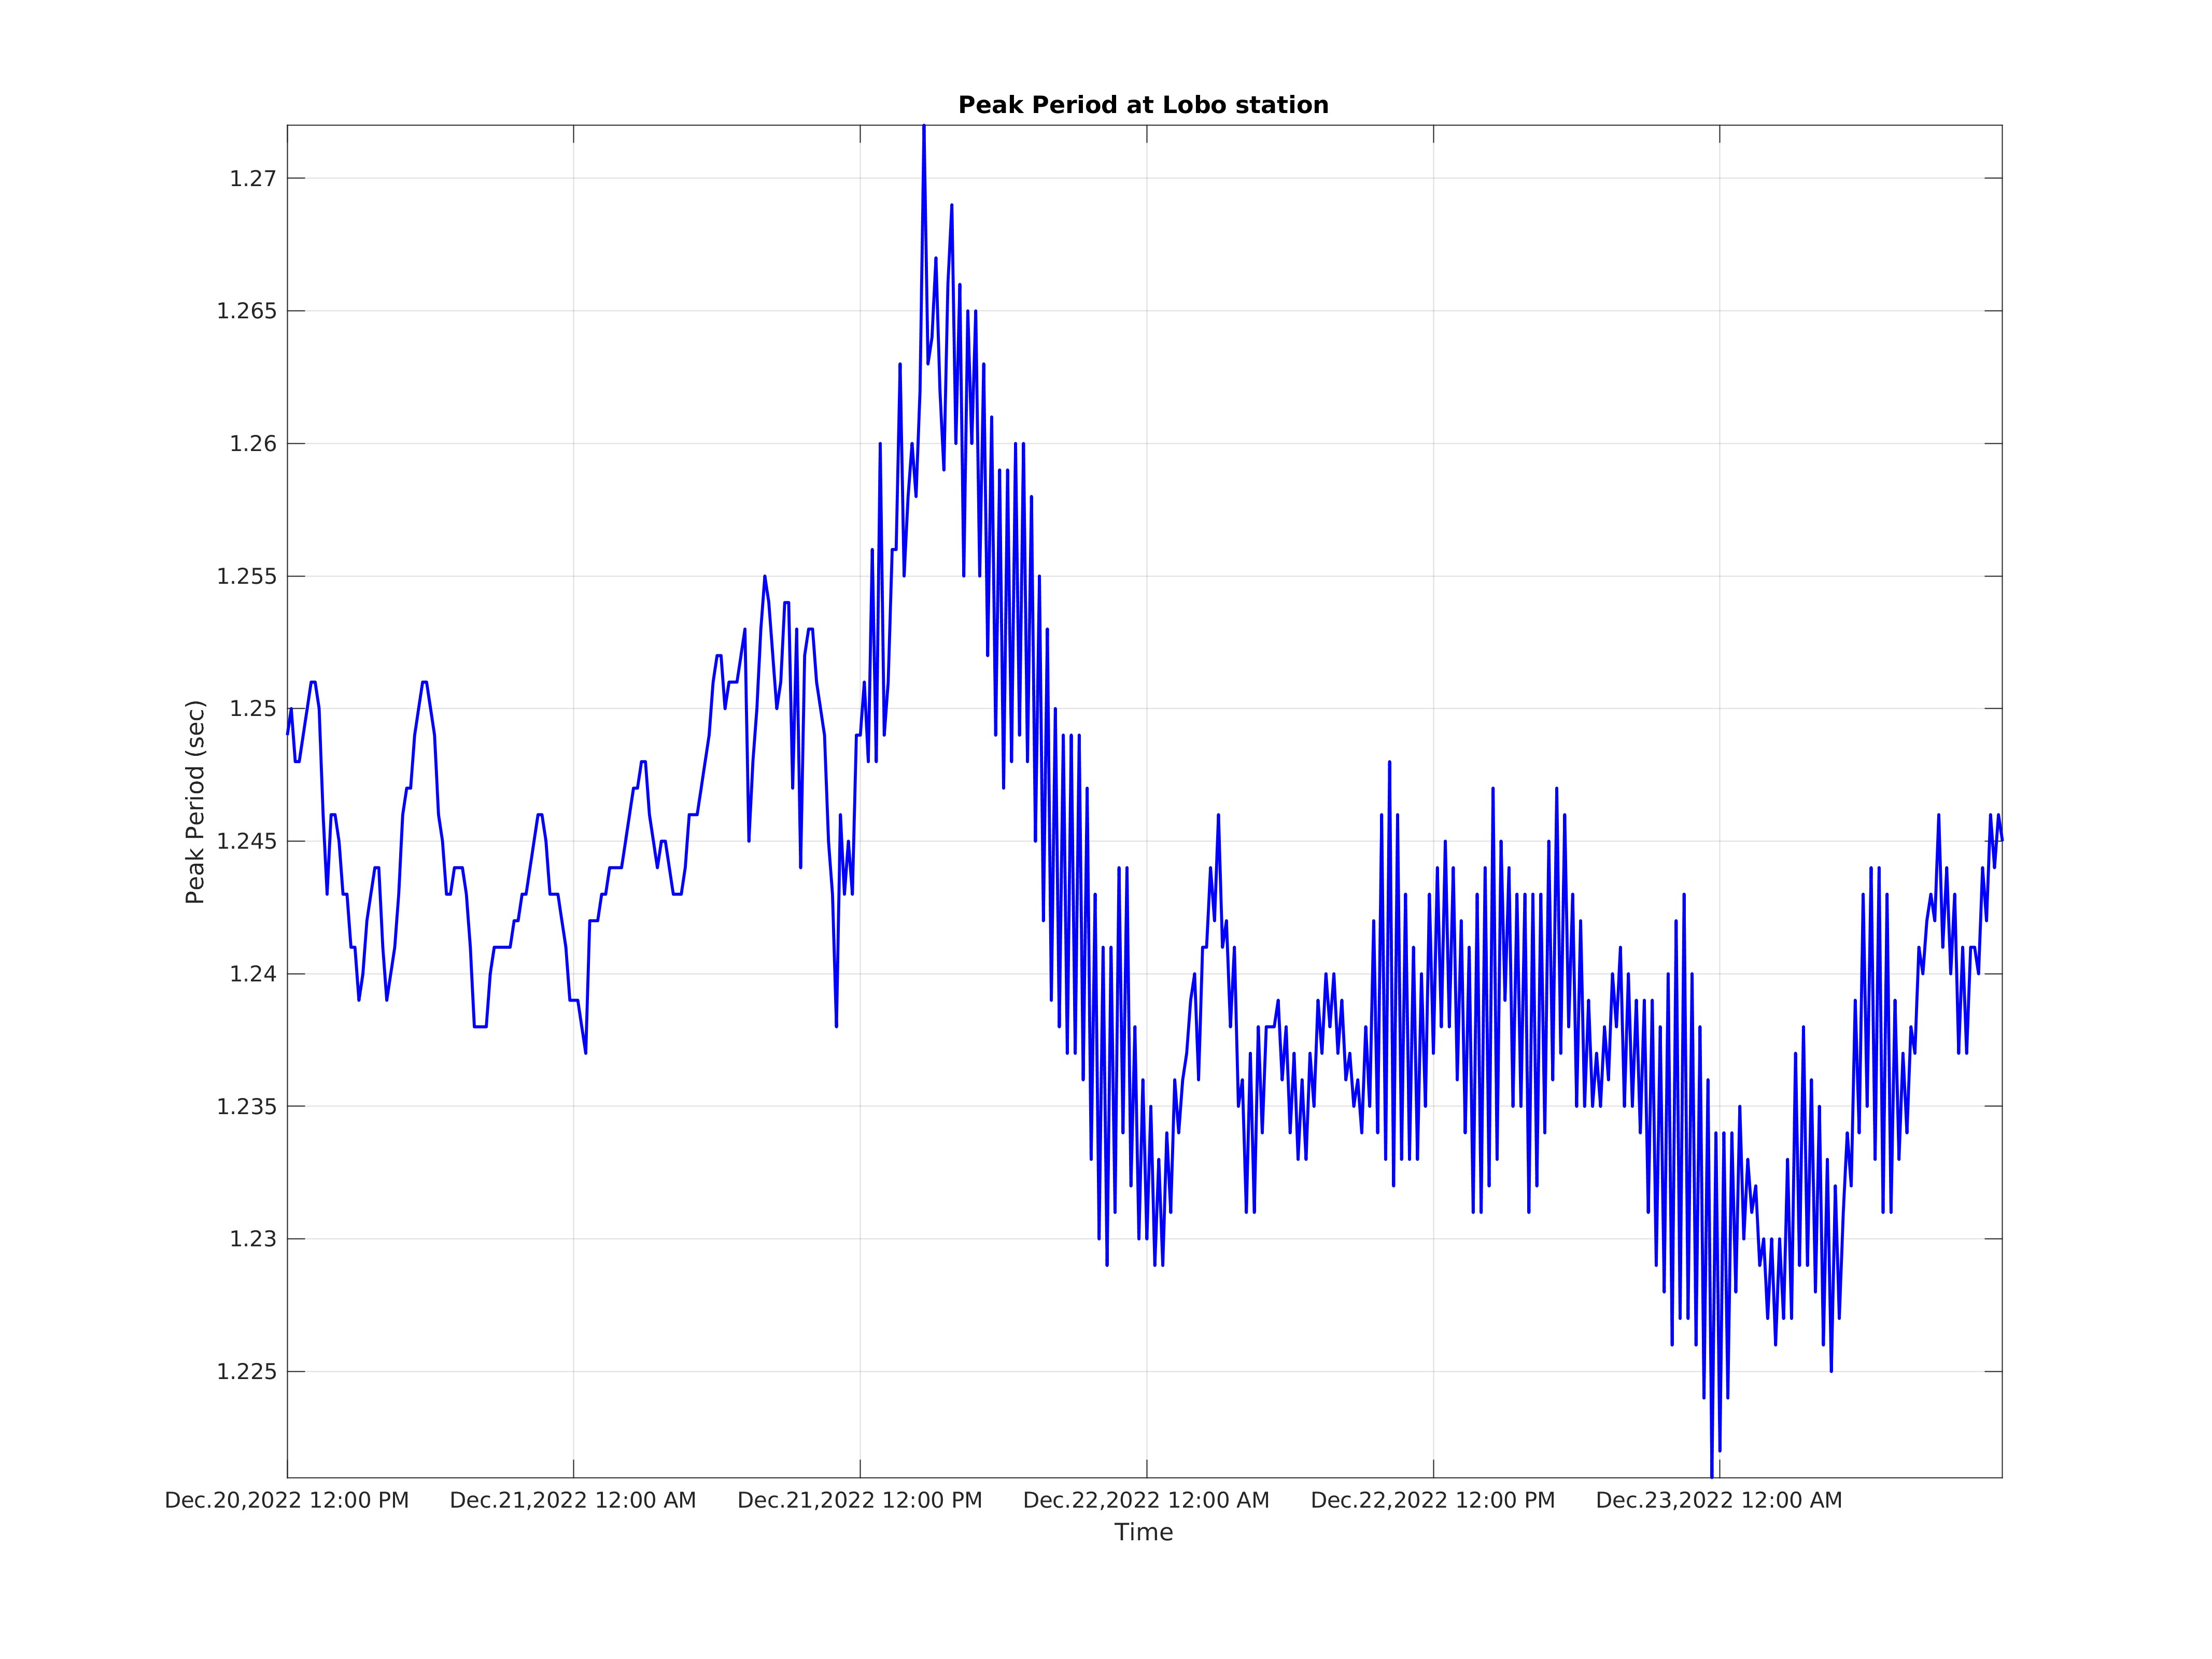 Peak Period at Lobo station
1.27
1.265
1.26
1.255
1.25
1.245
1.24
1.235
1.23
1.225
Peak Period (sec)
Dec.20,2022 12:00 PM Dec.21,2022 12:00 AM Dec.21,2022 12:00 PM Dec.22,2022 12:00 AM Dec.22,2022 12:00 PM Dec.23,2022 12:00 AM
Time